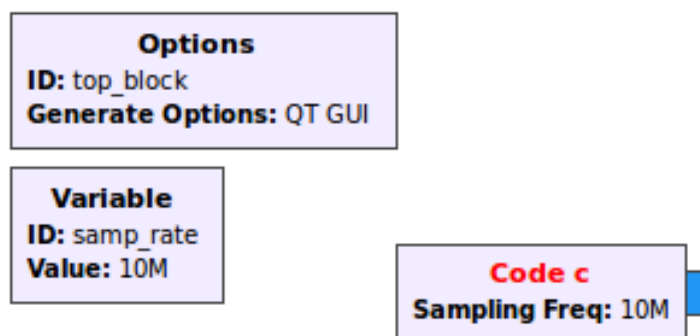 Options
ID: top_block
Generate Options: QT GUI
Variable
ID: samp_rate
Value: 10M
Code c
Sampling Freq: 10M